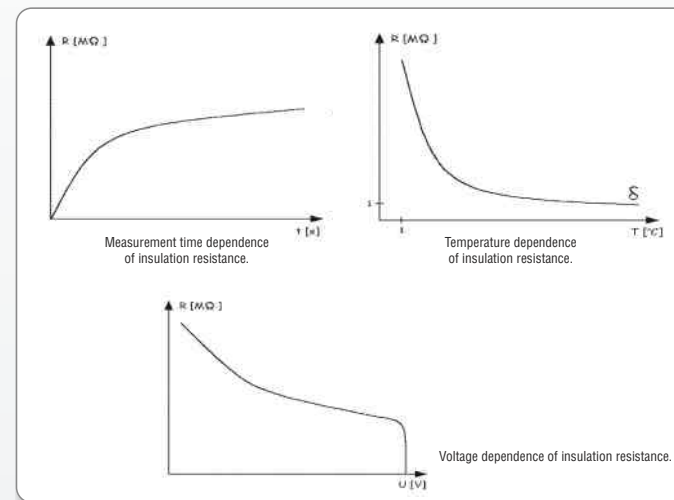 R [MΩ]
t [s]
Measurement time dependence
of insulation resistance.
R [MΩ]
δ
1
1
T [°C]
Temperature dependence
of insulation resistance.
R [MΩ]
U [V]
Voltage dependence of insulation resistance.